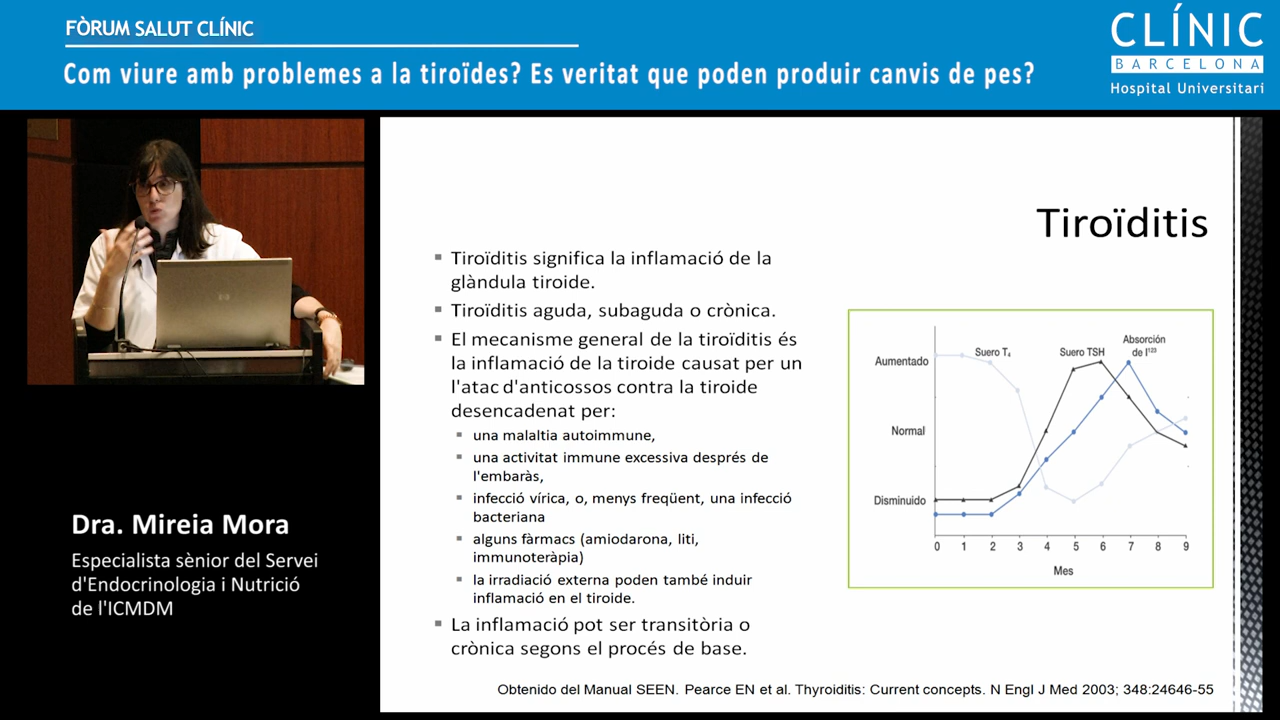 FÒRUM SALUT CLÍNIC
Com viure amb problemes a la tiroïdes? Es veritat que poden produir canvis de pes?
CLÍNIC
BARCELONA
Hospital Universitari
Tiroïditis
Tiroïditis significa la inflamació de la
glàndula tiroide.
Tiroïditis aguda, subaguda o crònica.
El mecanisme general de la tiroïditis és
la inflamació de la tiroide causat per un
l'atac d'anticossos contra la tiroide
desencadenat per:
una malaltia autoimmune,
una activitat immune excessiva després de
l'embaràs,
infecció vírica, o, menys freqüent, una infecció
bacteriana
alguns fàrmacs (amiodarona, liti,
immunoteràpia)
la irradiació externa poden també induir
inflamació en el tiroide.
La inflamació pot ser transitòria o
crònica segons el procés de base.
Aumentado
Normal
Disminuido
Suero T4
Suero TSH
Absorción
de I123
0 1 2 3 4 5 6 7 8 9
Mes
Obtenido del Manual SEEN. Pearce EN et al. Thyroiditis: Current concepts. N Engl J Med 2003; 348:24646-55
Dra. Mireia Mora
Especialista sènior del Servei
d'Endocrinologia i Nutrició
de l'ICMDM
hp